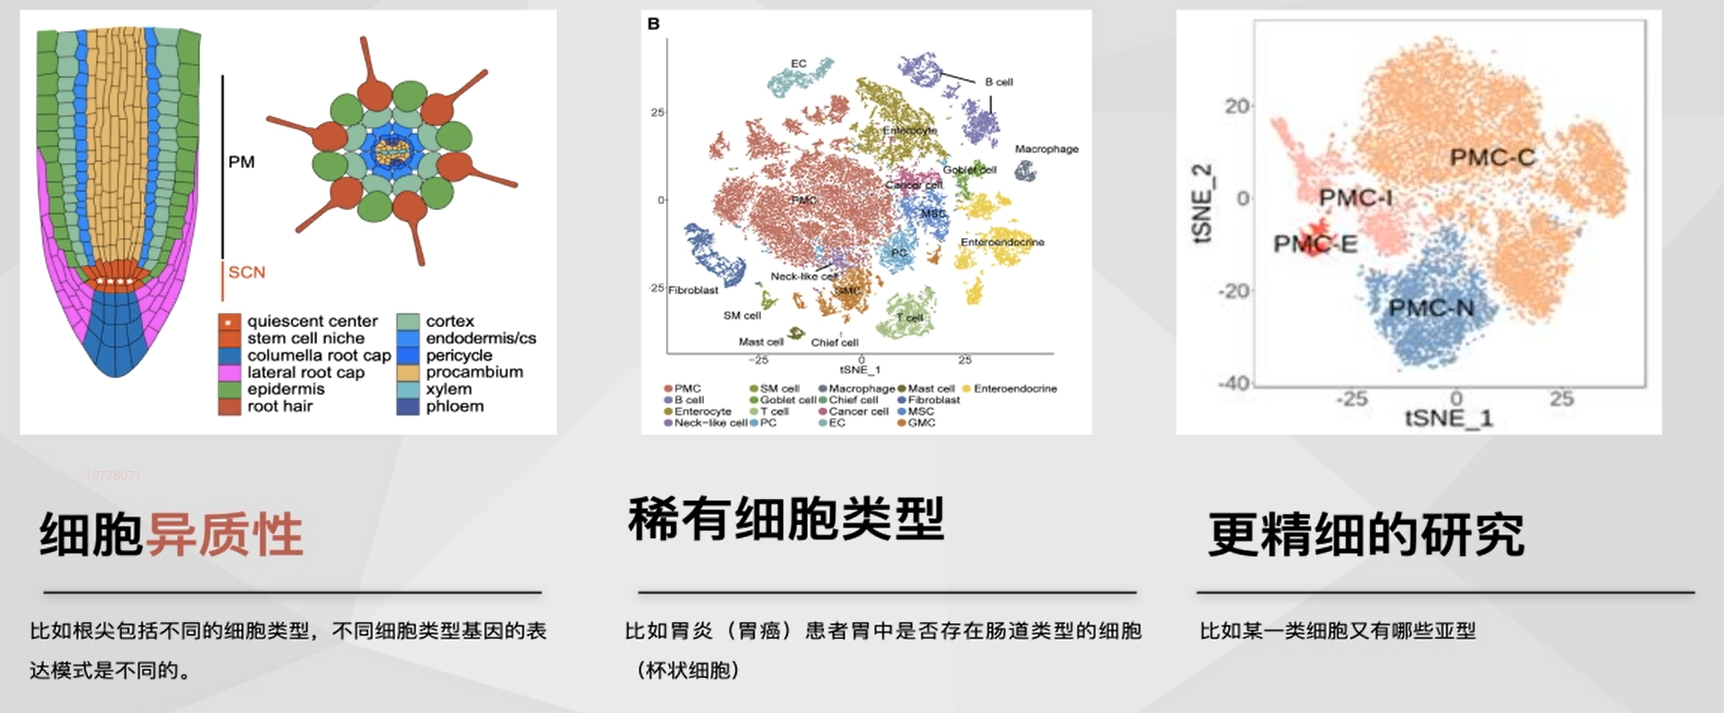 PM
SCN
quiescent center
stem cell niche
columella root cap
lateral root cap
epidermis
root hair
cortex
endodermis/cs
pericycle
procambium
xylem
phloem
B
EC
B cell
Enterocyte
Macrophage
Goblet cell
Cancer cell
PMC
MSC
Enteroendocrine
PC
Neck-like cell
Fibroblast
GMC
SM cell
T cell
Mast cell
Chief cell
25
0
-25
-25
0
25
tSNE_1
PMC
SM cell
Macrophage
Mast cell
Enteroendocrine
B cell
Goblet cell
Chief cell
Fibroblast
Enterocyte
T cell
Cancer cell
MSC
Neck-like cell
PC
EC
GMC
20
0
-20
-40
tSNE_2
PMC-C
PMC-I
PMC-E
PMC-N
-25
0
25
tSNE_1
10738071
细胞异质性
比如根尖包括不同的细胞类型，不同细胞类型基因的表
达模式是不同的。
稀有细胞类型
比如胃炎（胃癌）患者胃中是否存在肠道类型的细胞
（杯状细胞）
更精细的研究
比如某一类细胞又有哪些亚型